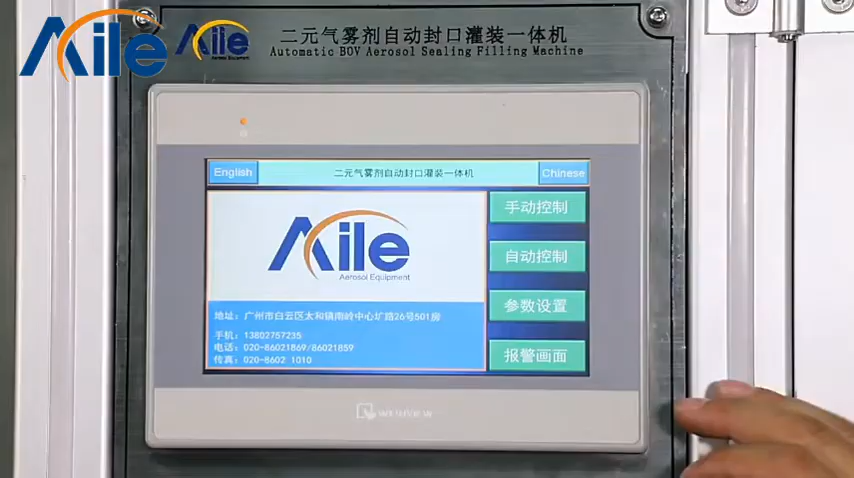 Aile
Aile
Aerosol Equipment
二元气雾剂自动封口灌装一体机
Automatic BOV Aerosol Sealing Filling Machine
English
二元气雾剂自动封口灌装一体机
Chinese
Aile
Aerosol Equipment
手动控制
自动控制
参数设置
报警画面
地址：广州市白云区太和镇南岭中心圹路26号501房
手机：13802757235
电话：020-86021869/86021859
传真：020-8602 1010